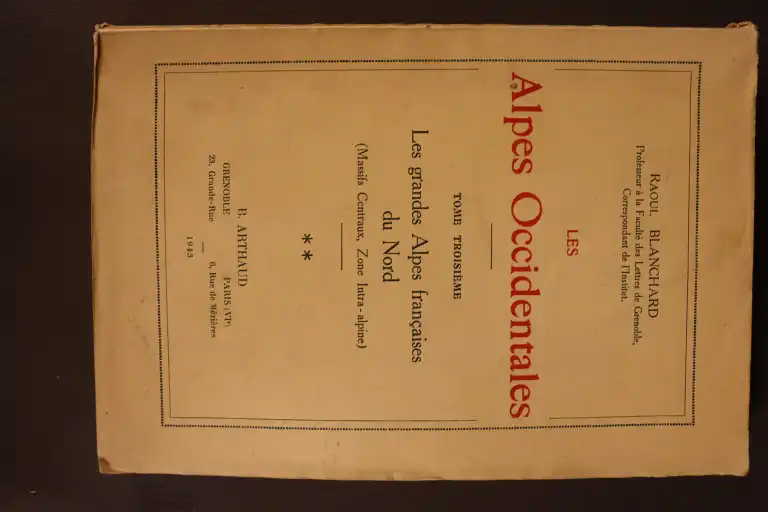 RAOUL BLANCHARD
Professeur à la Faculté des Lettres de Grenoble,
Correspondant de l'Institut.
LES
Alpes Occidentales
TOME TROISIÈME
Les grandes Alpes françaises
du Nord
(Massifs Centraux, Zone Intra-alpine)
**
B. ARTHAUD
GRENOBLE PARIS (VIe)
23, Grande-Rue — 6, Rue de Mézières
1943